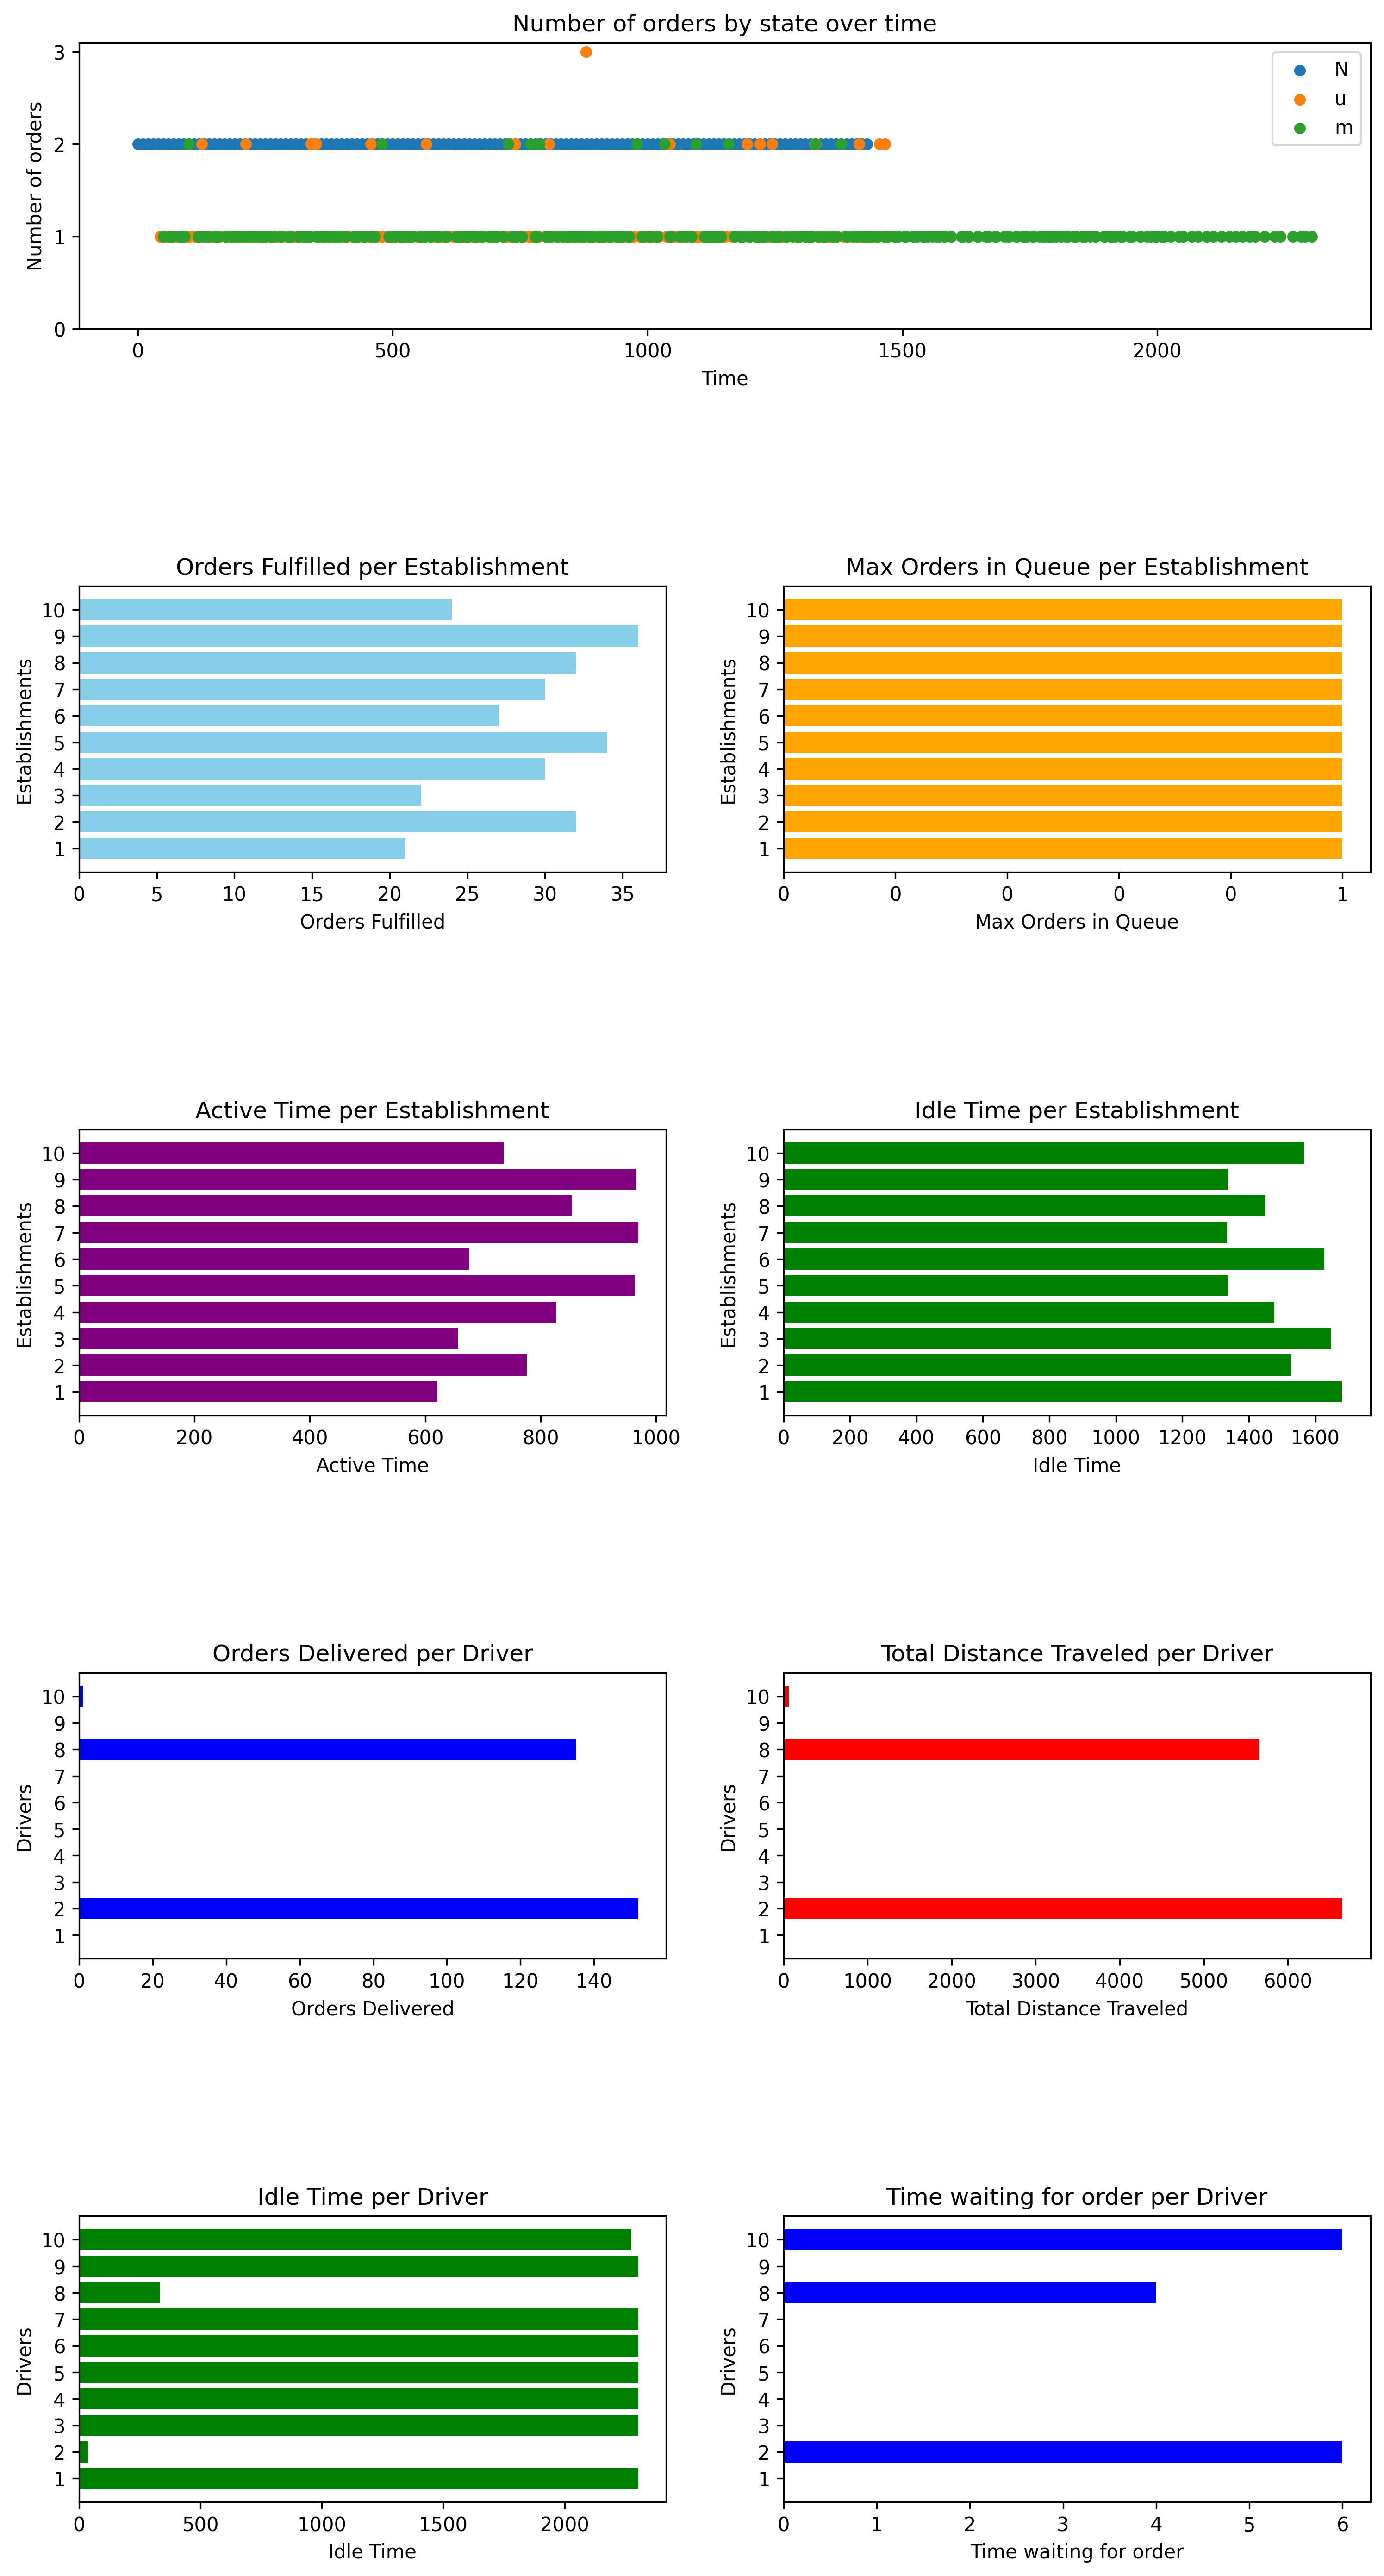 Number of orders by state over time
Number of orders
3
2
1
0
N
u
m
0 500 1000 1500 2000
Time
Orders Fulfilled per Establishment
Establishments
10
9
8
7
6
5
4
3
2
1
0 5 10 15 20 25 30 35
Orders Fulfilled
Max Orders in Queue per Establishment
Establishments
10
9
8
7
6
5
4
3
2
1
0 0 0 0 0 1
Max Orders in Queue
Active Time per Establishment
Establishments
10
9
8
7
6
5
4
3
2
1
0 200 400 600 800 1000
Active Time
Idle Time per Establishment
Establishments
10
9
8
7
6
5
4
3
2
1
0 200 400 600 800 1000 1200 1400 1600
Idle Time
Orders Delivered per Driver
Drivers
10
9
8
7
6
5
4
3
2
1
0 20 40 60 80 100 120 140
Orders Delivered
Total Distance Traveled per Driver
Drivers
10
9
8
7
6
5
4
3
2
1
0 1000 2000 3000 4000 5000 6000
Total Distance Traveled
Idle Time per Driver
Drivers
10
9
8
7
6
5
4
3
2
1
0 500 1000 1500 2000
Idle Time
Time waiting for order per Driver
Drivers
10
9
8
7
6
5
4
3
2
1
0 1 2 3 4 5 6
Time waiting for order